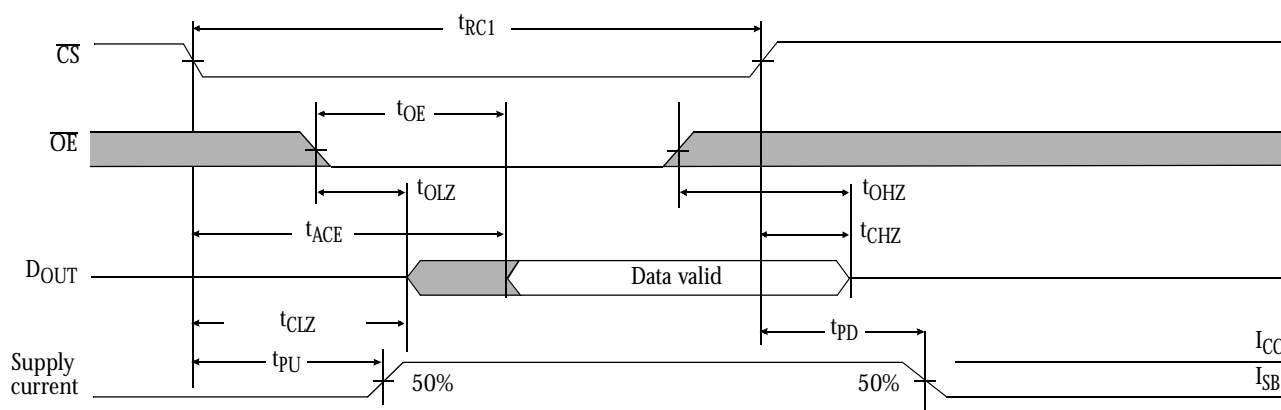 tRC1
CS
tOE
OE
tOLZ
tOHZ
tACE
tCHZ
DOUT
Data valid
tCLZ
tPD
tPU
ICC
Supply
current
50%
50%
ISB